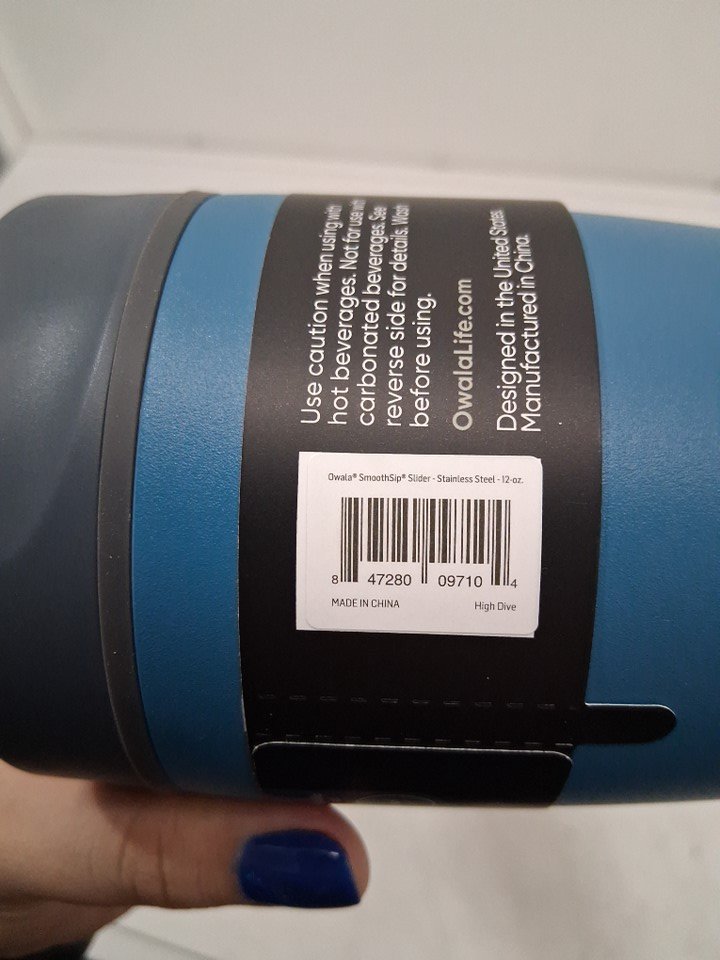 Use caution when using with
hot beverages. Not for use with
carbonated beverages. See
reverse side for details. Wash
before using.
OwalaLife.com
Designed in the United States.
Manufactured in China.
Owala® SmoothSip® Slider - Stainless Steel - 12-oz.
8 47280 09710 4
MADE IN CHINA
High Dive